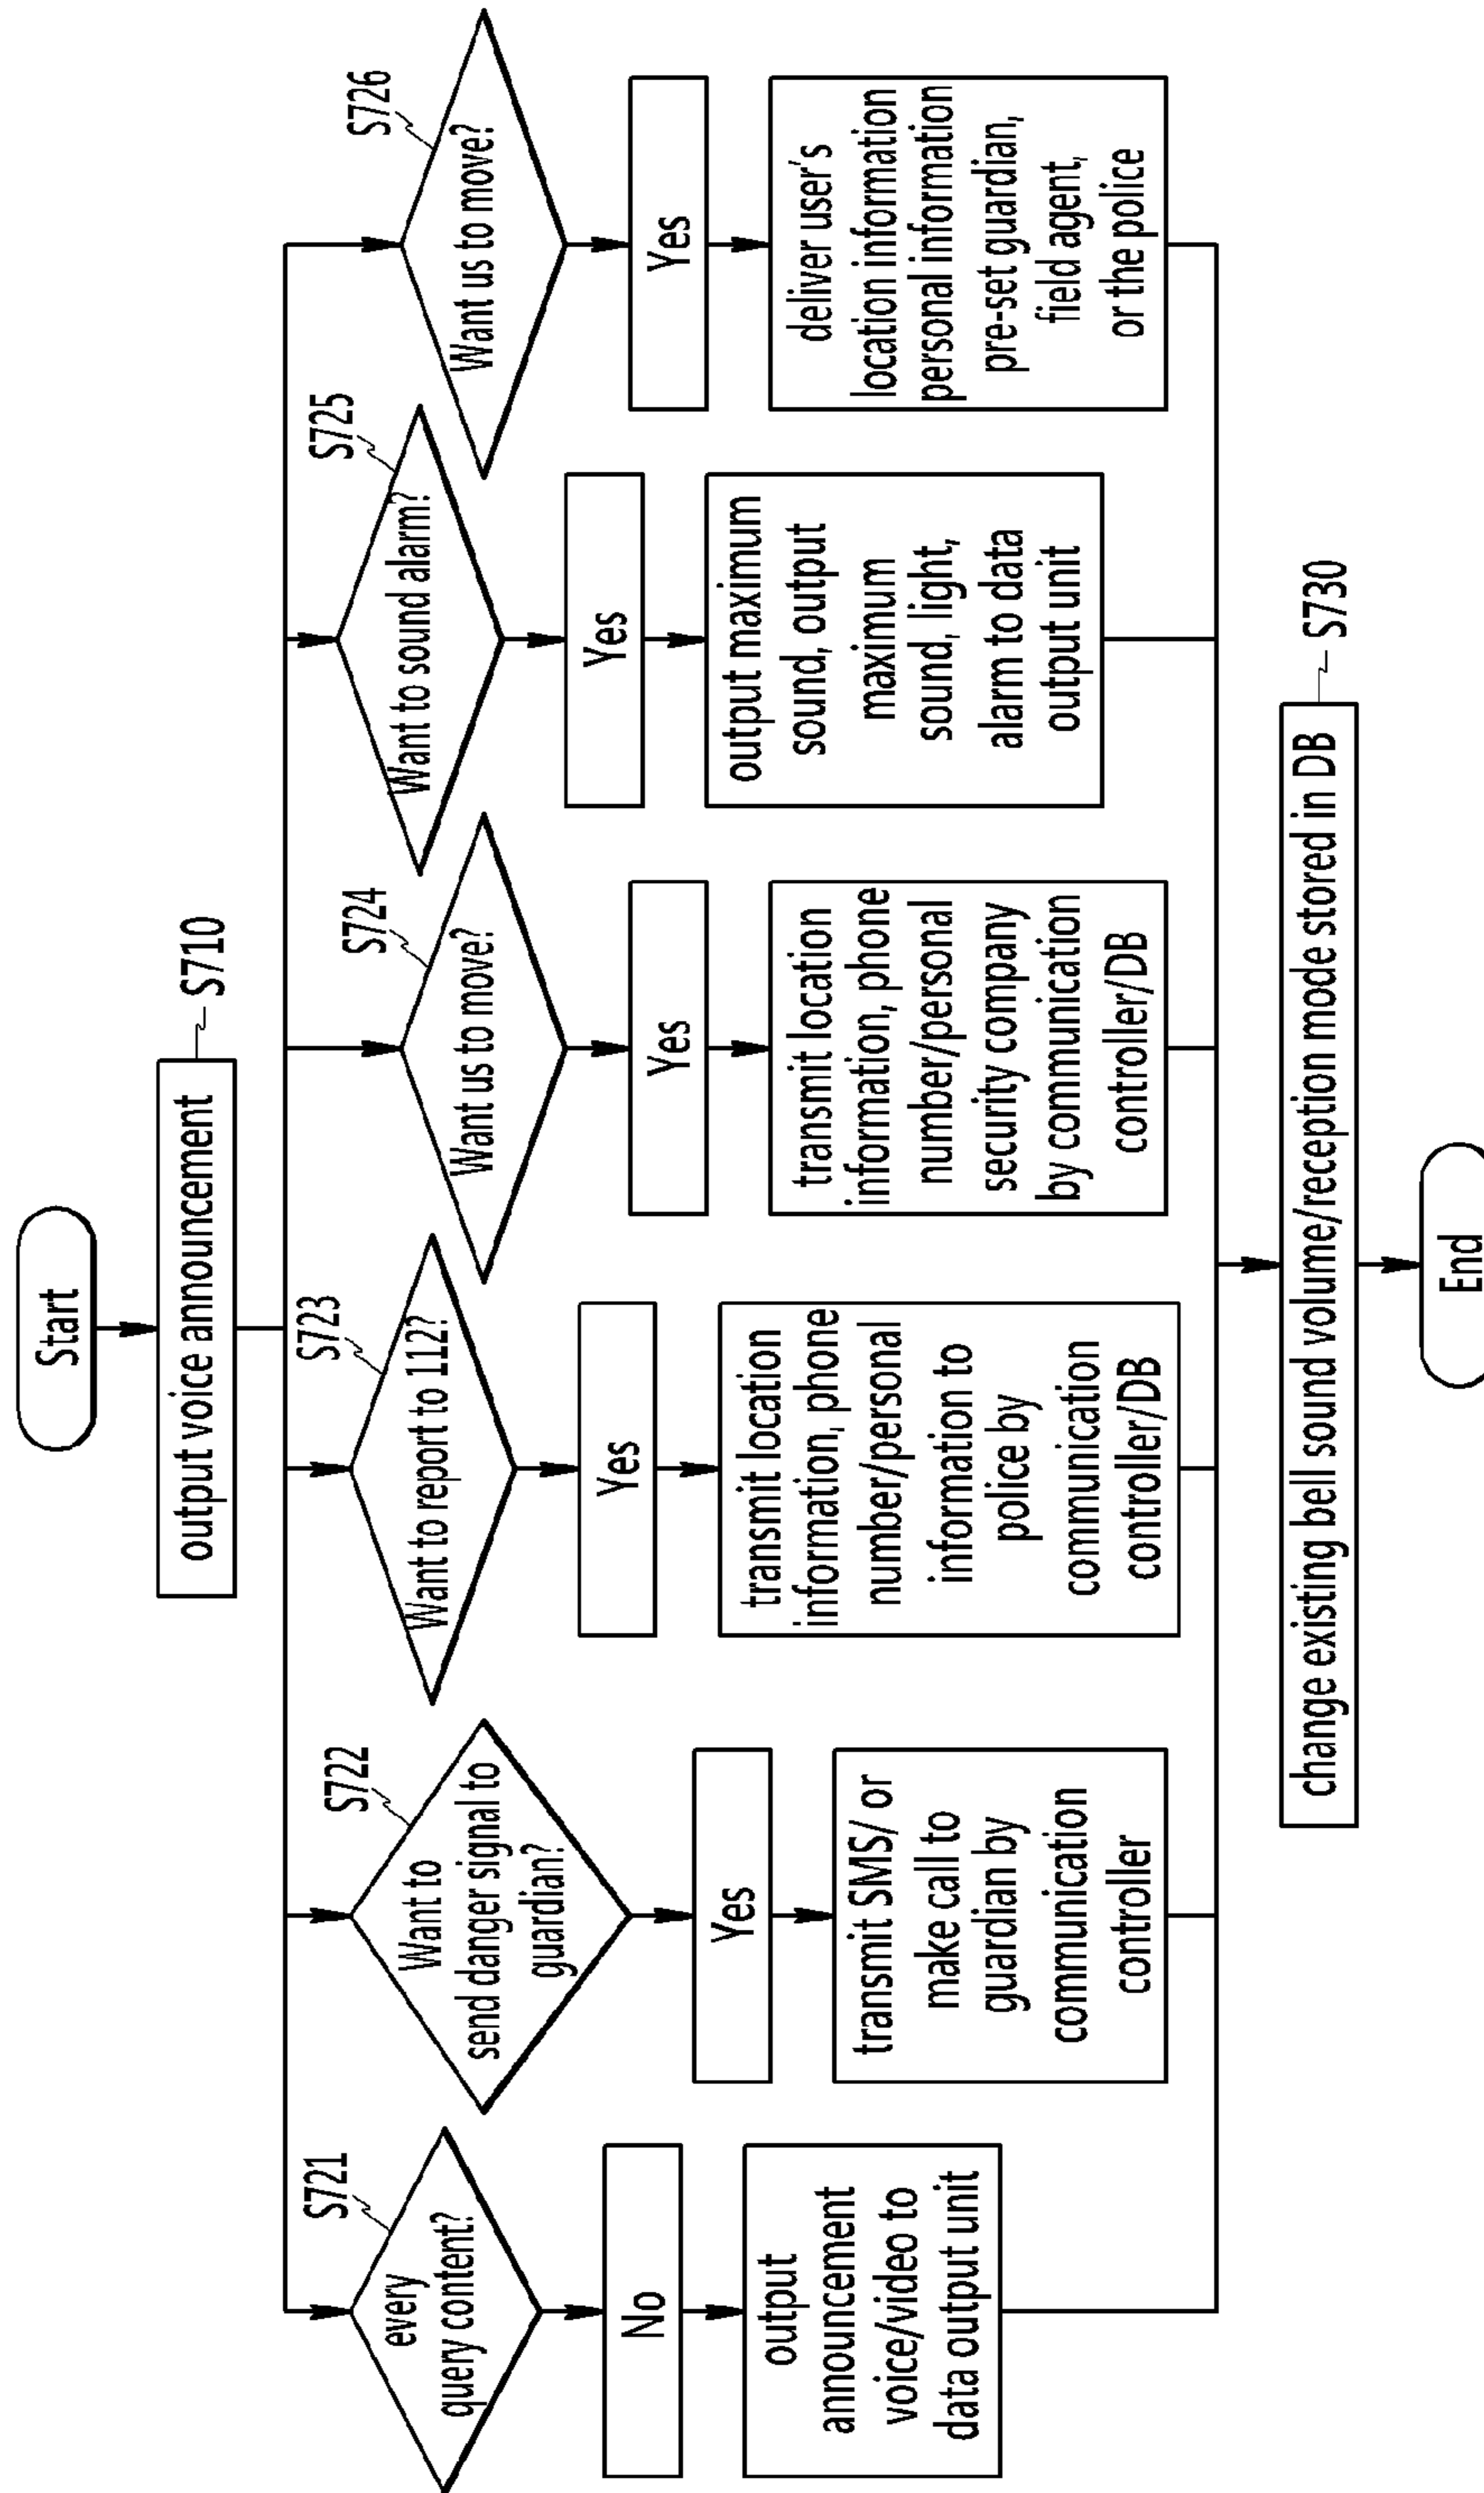 Start
output voice announcement
S710
every
query content?
S721
No
output
announcement
voice/video to
data output unit
Want to
send danger signal to
guardian?
S722
Yes
transmit SMS/ or
make call to
guardian by
communication
controller
Want to report to 112?
S723
Yes
transmit location
information, phone
number/personal
information to
police by
communication
controller/DB
Want us to move?
S724
Yes
transmit location
information, phone
number/personal
security company
by communication
controller/DB
Want to sound alarm?
S725
Yes
output maximum
sound, output
maximum
sound, light,
alarm to data
output unit
Want us to move?
S726
Yes
deliver user's
location information
personal information
pre-set guardian,
field agent,
or the police
change existing bell sound volume/reception mode stored in DB
S730
End